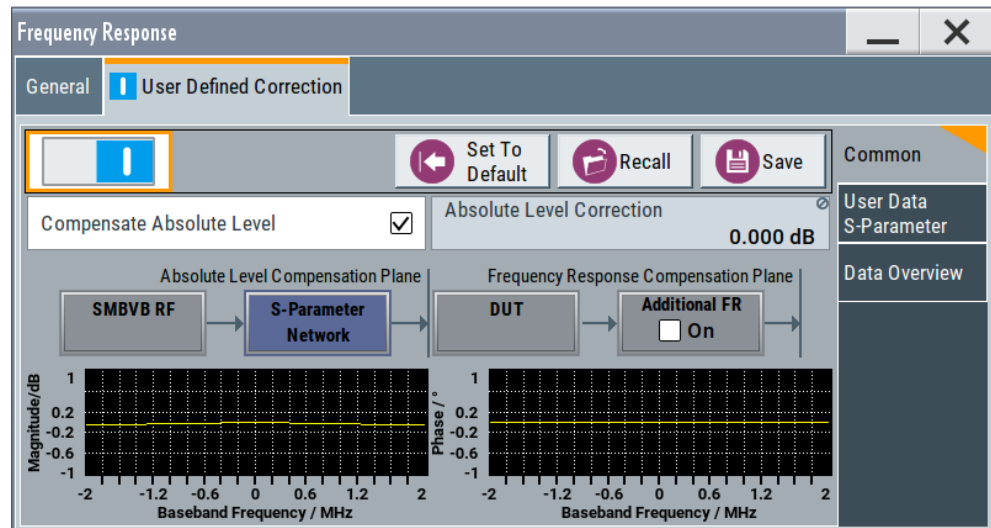 Frequency Response
General
User Defined Correction
Set To
Default
Recall
Save
Common
User Data
S-Parameter
Data Overview
Compensate Absolute Level
Absolute Level Correction
0.000 dB
Absolute Level Compensation Plane
Frequency Response Compensation Plane
SMBVB RF
S-Parameter
Network
DUT
Additional FR
On
Magnitude/dB
1
0.2
-0.2
-0.6
-1
-2 -1.2 -0.6 0 0.6 1.2 2
Baseband Frequency / MHz
Phase / °
1
0.2
-0.2
-0.6
-1
-2 -1.2 -0.6 0 0.6 1.2 2
Baseband Frequency / MHz